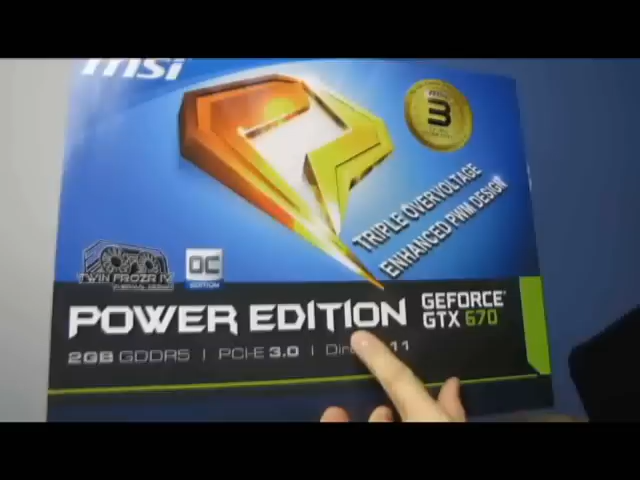 msi
3
TRIPLE OVERVOLTAGE
ENHANCED PWM DESIGN
TWIN FROZR IV
OC
EDITION
POWER EDITION
GEFORCE
GTX 670
2GB GDDR5 | PCI-E 3.0 | 11